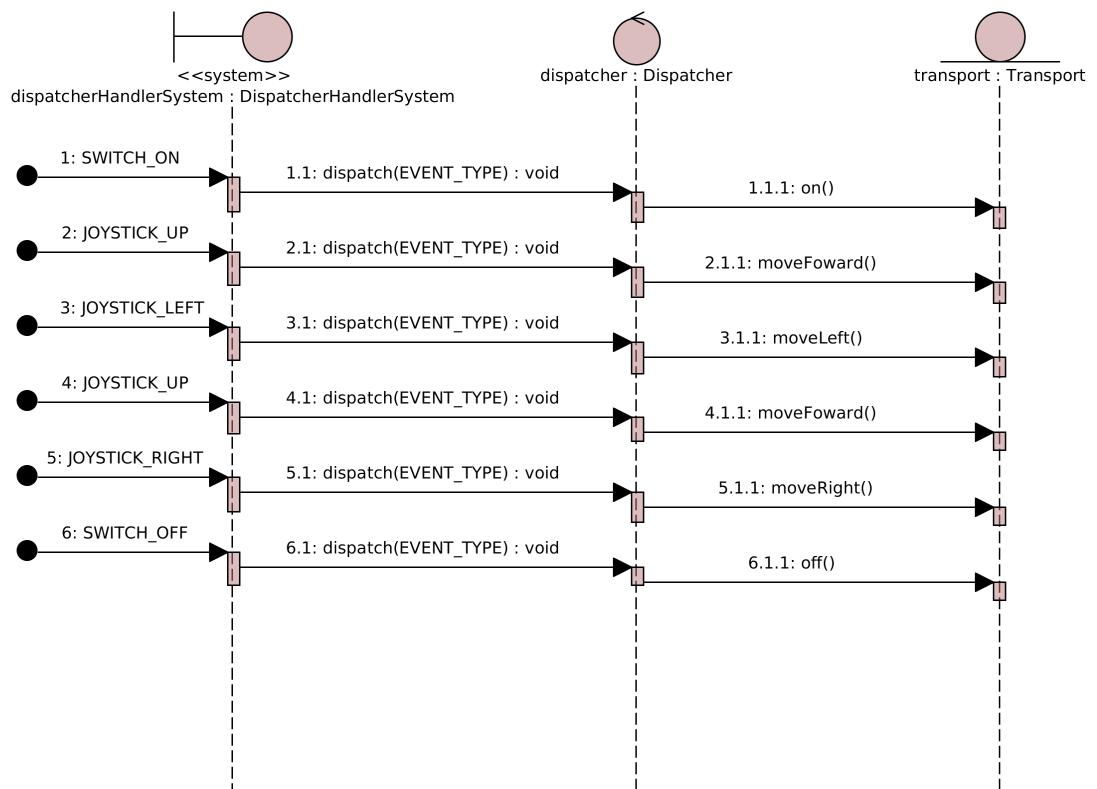 <<system>>
dispatcherHandlerSystem : DispatcherHandlerSystem
dispatcher : Dispatcher
transport : Transport
1: SWITCH_ON
1.1: dispatch(EVENT_TYPE) : void
1.1.1: on()
2: JOYSTICK_UP
2.1: dispatch(EVENT_TYPE) : void
2.1.1: moveFoward()
3: JOYSTICK_LEFT
3.1: dispatch(EVENT_TYPE) : void
3.1.1: moveLeft()
4: JOYSTICK_UP
4.1: dispatch(EVENT_TYPE) : void
4.1.1: moveFoward()
5: JOYSTICK_RIGHT
5.1: dispatch(EVENT_TYPE) : void
5.1.1: moveRight()
6: SWITCH_OFF
6.1: dispatch(EVENT_TYPE) : void
6.1.1: off()